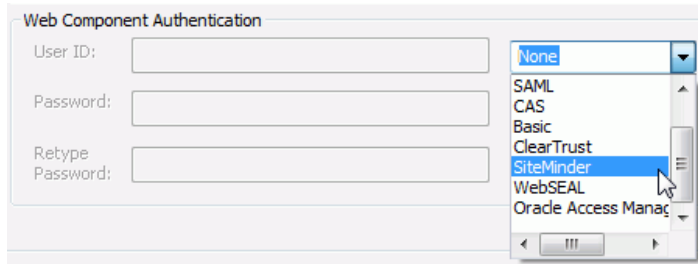 Web Component Authentication
User ID:
None
SAML
CAS
Password:
Basic
ClearTrust
Retype
Password:
SiteMinder
WebSEAL
Oracle Access Manag